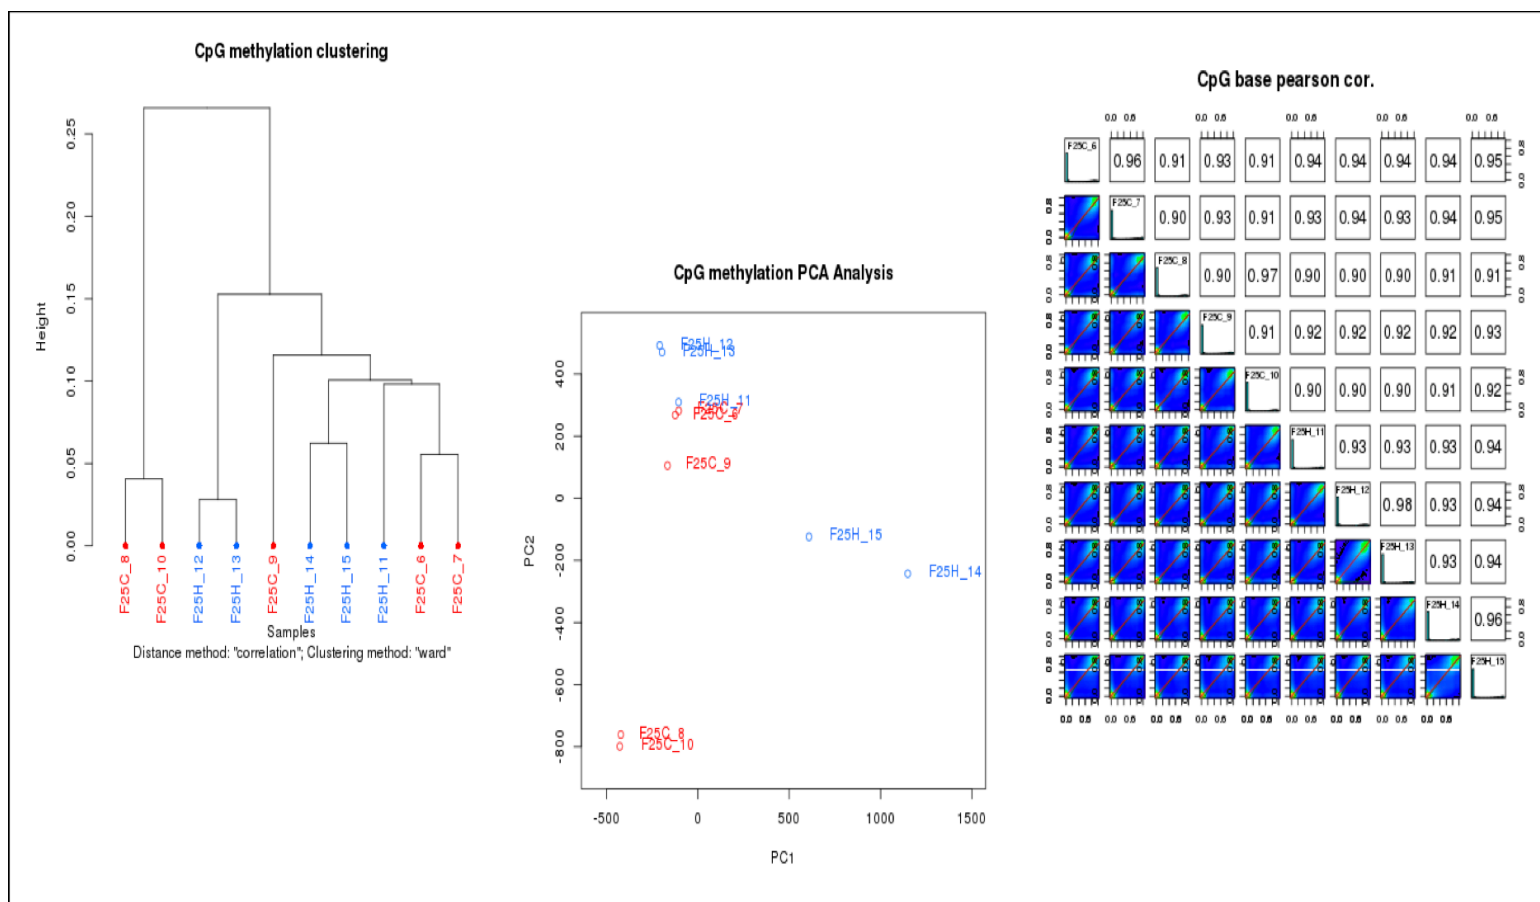 CpG methylation clustering
Height
0.00 0.05 0.10 0.15 0.20 0.25
F25C_8
F25C_10
F25H_12
F25H_13
F25C_9
F25H_14
F25H_15
F25H_11
F25C_6
F25C_7
Samples
Distance method: "correlation"; Clustering method: "ward"
CpG methylation PCA Analysis
PC2
400
200
0
-200
-400
-600
-800
F25H_12
F25H_13
F25H_11
F25C_7
F25C_6
F25C_9
F25H_15
F25H_14
F25C_8
F25C_10
-500 0 500 1000 1500
PC1
CpG base pearson cor.
F25C_6 0.96 0.91 0.93 0.91 0.94 0.94 0.94 0.94 0.95
F25C_7 0.90 0.93 0.91 0.93 0.94 0.93 0.94 0.95
F25C_8 0.90 0.97 0.90 0.90 0.90 0.91 0.91
F25C_9 0.91 0.92 0.92 0.92 0.92 0.93
F25C_10 0.90 0.90 0.90 0.91 0.92
F25H_11 0.93 0.93 0.93 0.94
F25H_12 0.98 0.93 0.94
F25H_13 0.93 0.94
F25H_14 0.96
F25H_15